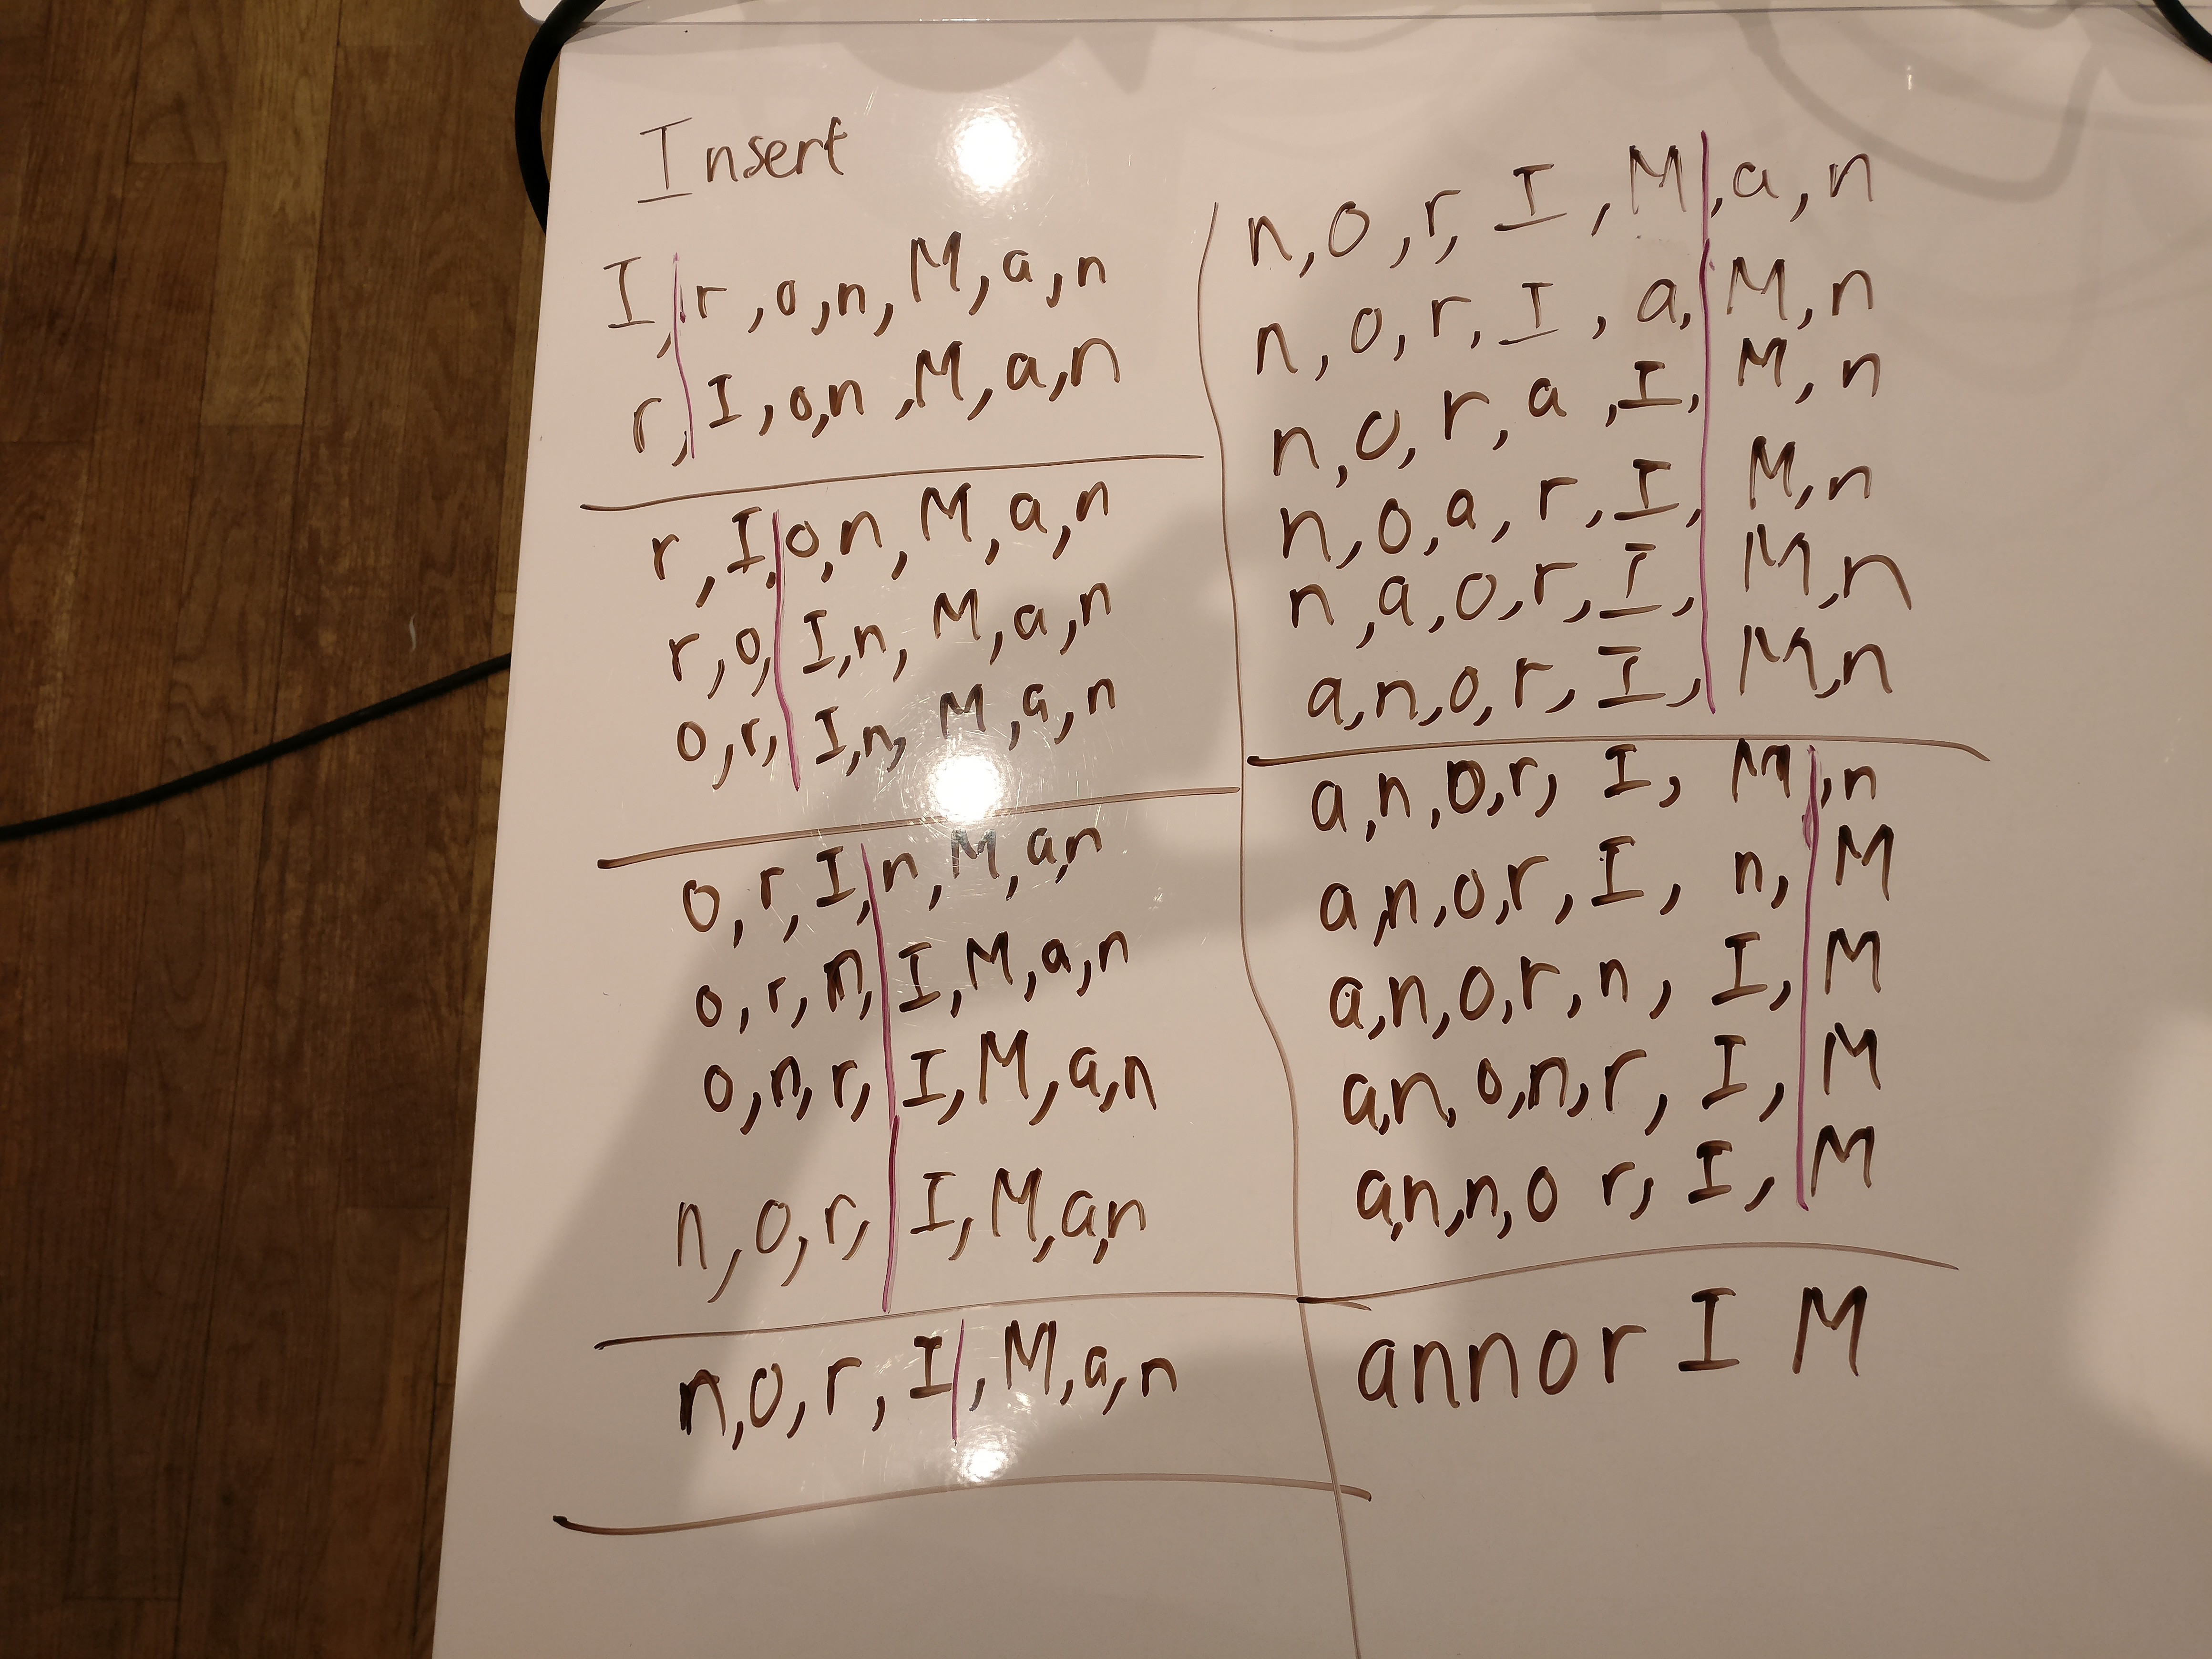 Insert
I,r,o,n,M,a,n
r,I,o,n,M,a,n
r,I,o,n,M,a,n
r,o,I,n,M,a,n
o,r,I,n,M,a,n
o,r,I,n,M,a,n
o,r,n,I,M,a,n
o,n,r,I,M,a,n
n,o,r,I,M,a,n
n,o,r,I,M,a,n
n,o,r,I,M,a,n
n,o,r,I,a,M,n
n,o,r,a,I,M,n
n,o,a,r,I,M,n
n,a,o,r,I,M,n
a,n,o,r,I,M,n
a,n,o,r,I,M,n
a,n,o,r,I,n,M
a,n,o,r,n,I,M
a,n,o,n,r,I,M
a,n,n,o r,I,M
annor I M